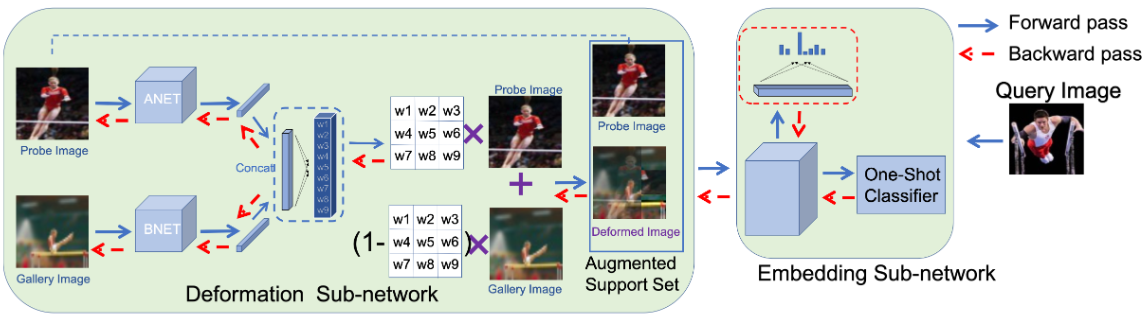 Forward pass
Backward pass
Query Image
ANET
Probe Image
Concat
BNET
Gallery Image
w1
w2
w3
w4
w5
w6
w7
w8
w9
w1 w2 w3
w4 w5 w6
w7 w8 w9
Probe Image
(1-
w1 w2 w3
w4 w5 w6
w7 w8 w9
)
Gallery Image
Probe Image
Deformed Image
Augmented
Support Set
Deformation Sub-network
One-Shot
Classifier
Embedding Sub-network